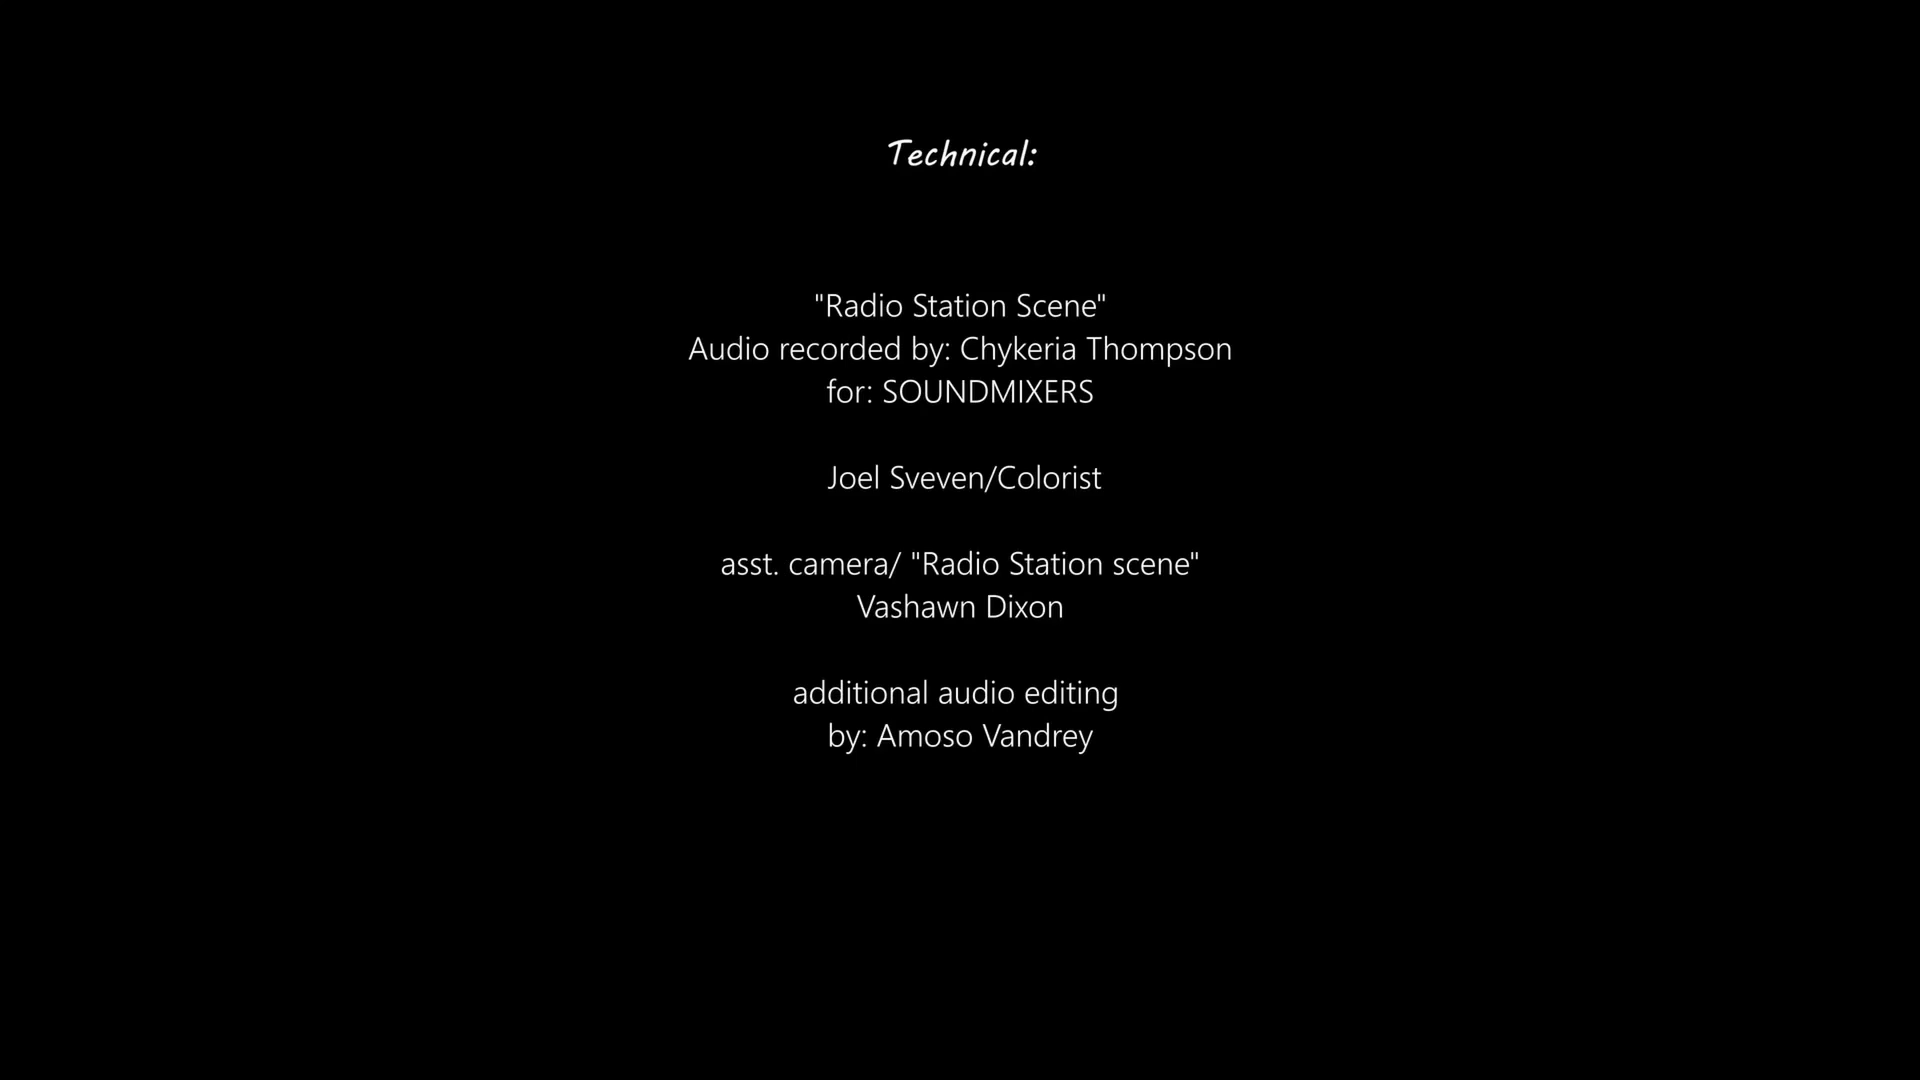 Technical:
"Radio Station Scene"
Audio recorded by: Chykeria Thompson
for: SOUNDMIXERS
Joel Sveven/Colorist
asst. camera/ "Radio Station scene"
Vashawn Dixon
additional audio editing
by: Amoso Vandrey